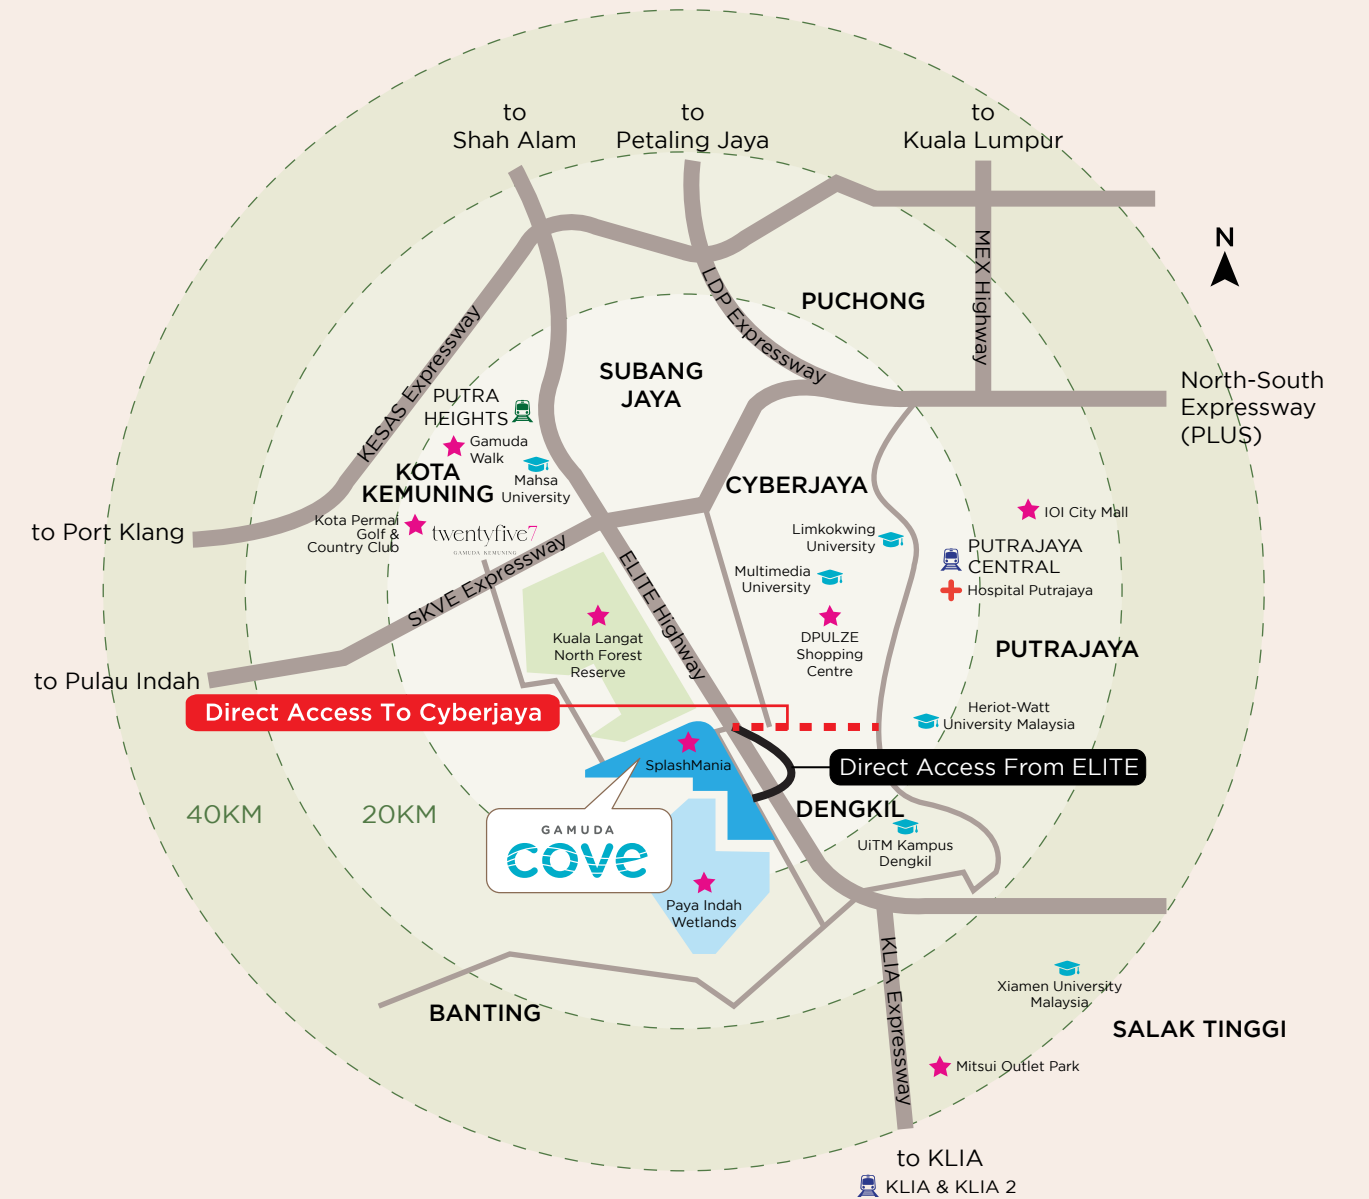 to
Shah Alam
to
Petaling Jaya
to
Kuala Lumpur
N
MEX Highway
LDP Expressway
PUCHONG
KESAS Expressway
SUBANG
JAYA
North-South
Expressway
(PLUS)
PUTRA
HEIGHTS
Gamuda
Walk
KOTA
KEMUNING
Mahsa
University
CYBERJAYA
Kota Permai
Golf &
Country Club
twentyfive7
GAMUDA KEMUNING
to Port Klang
IOI City Mall
Limkokwing
University
PUTRAJAYA
CENTRAL
Multimedia
University
Hospital Putrajaya
SKVE Expressway
ELITE Highway
Kuala Langat
North Forest
Reserve
DPULZE
Shopping
Centre
PUTRAJAYA
to Pulau Indah
Direct Access To Cyberjaya
Heriot-Watt
University Malaysia
SplashMania
Direct Access From ELITE
40KM
20KM
DENGKIL
GAMUDA
cove
UiTM Kampus
Dengkil
Paya Indah
Wetlands
KLIA Expressway
Xiamen University
Malaysia
BANTING
SALAK TINGGI
Mitsui Outlet Park
to KLIA
KLIA & KLIA 2